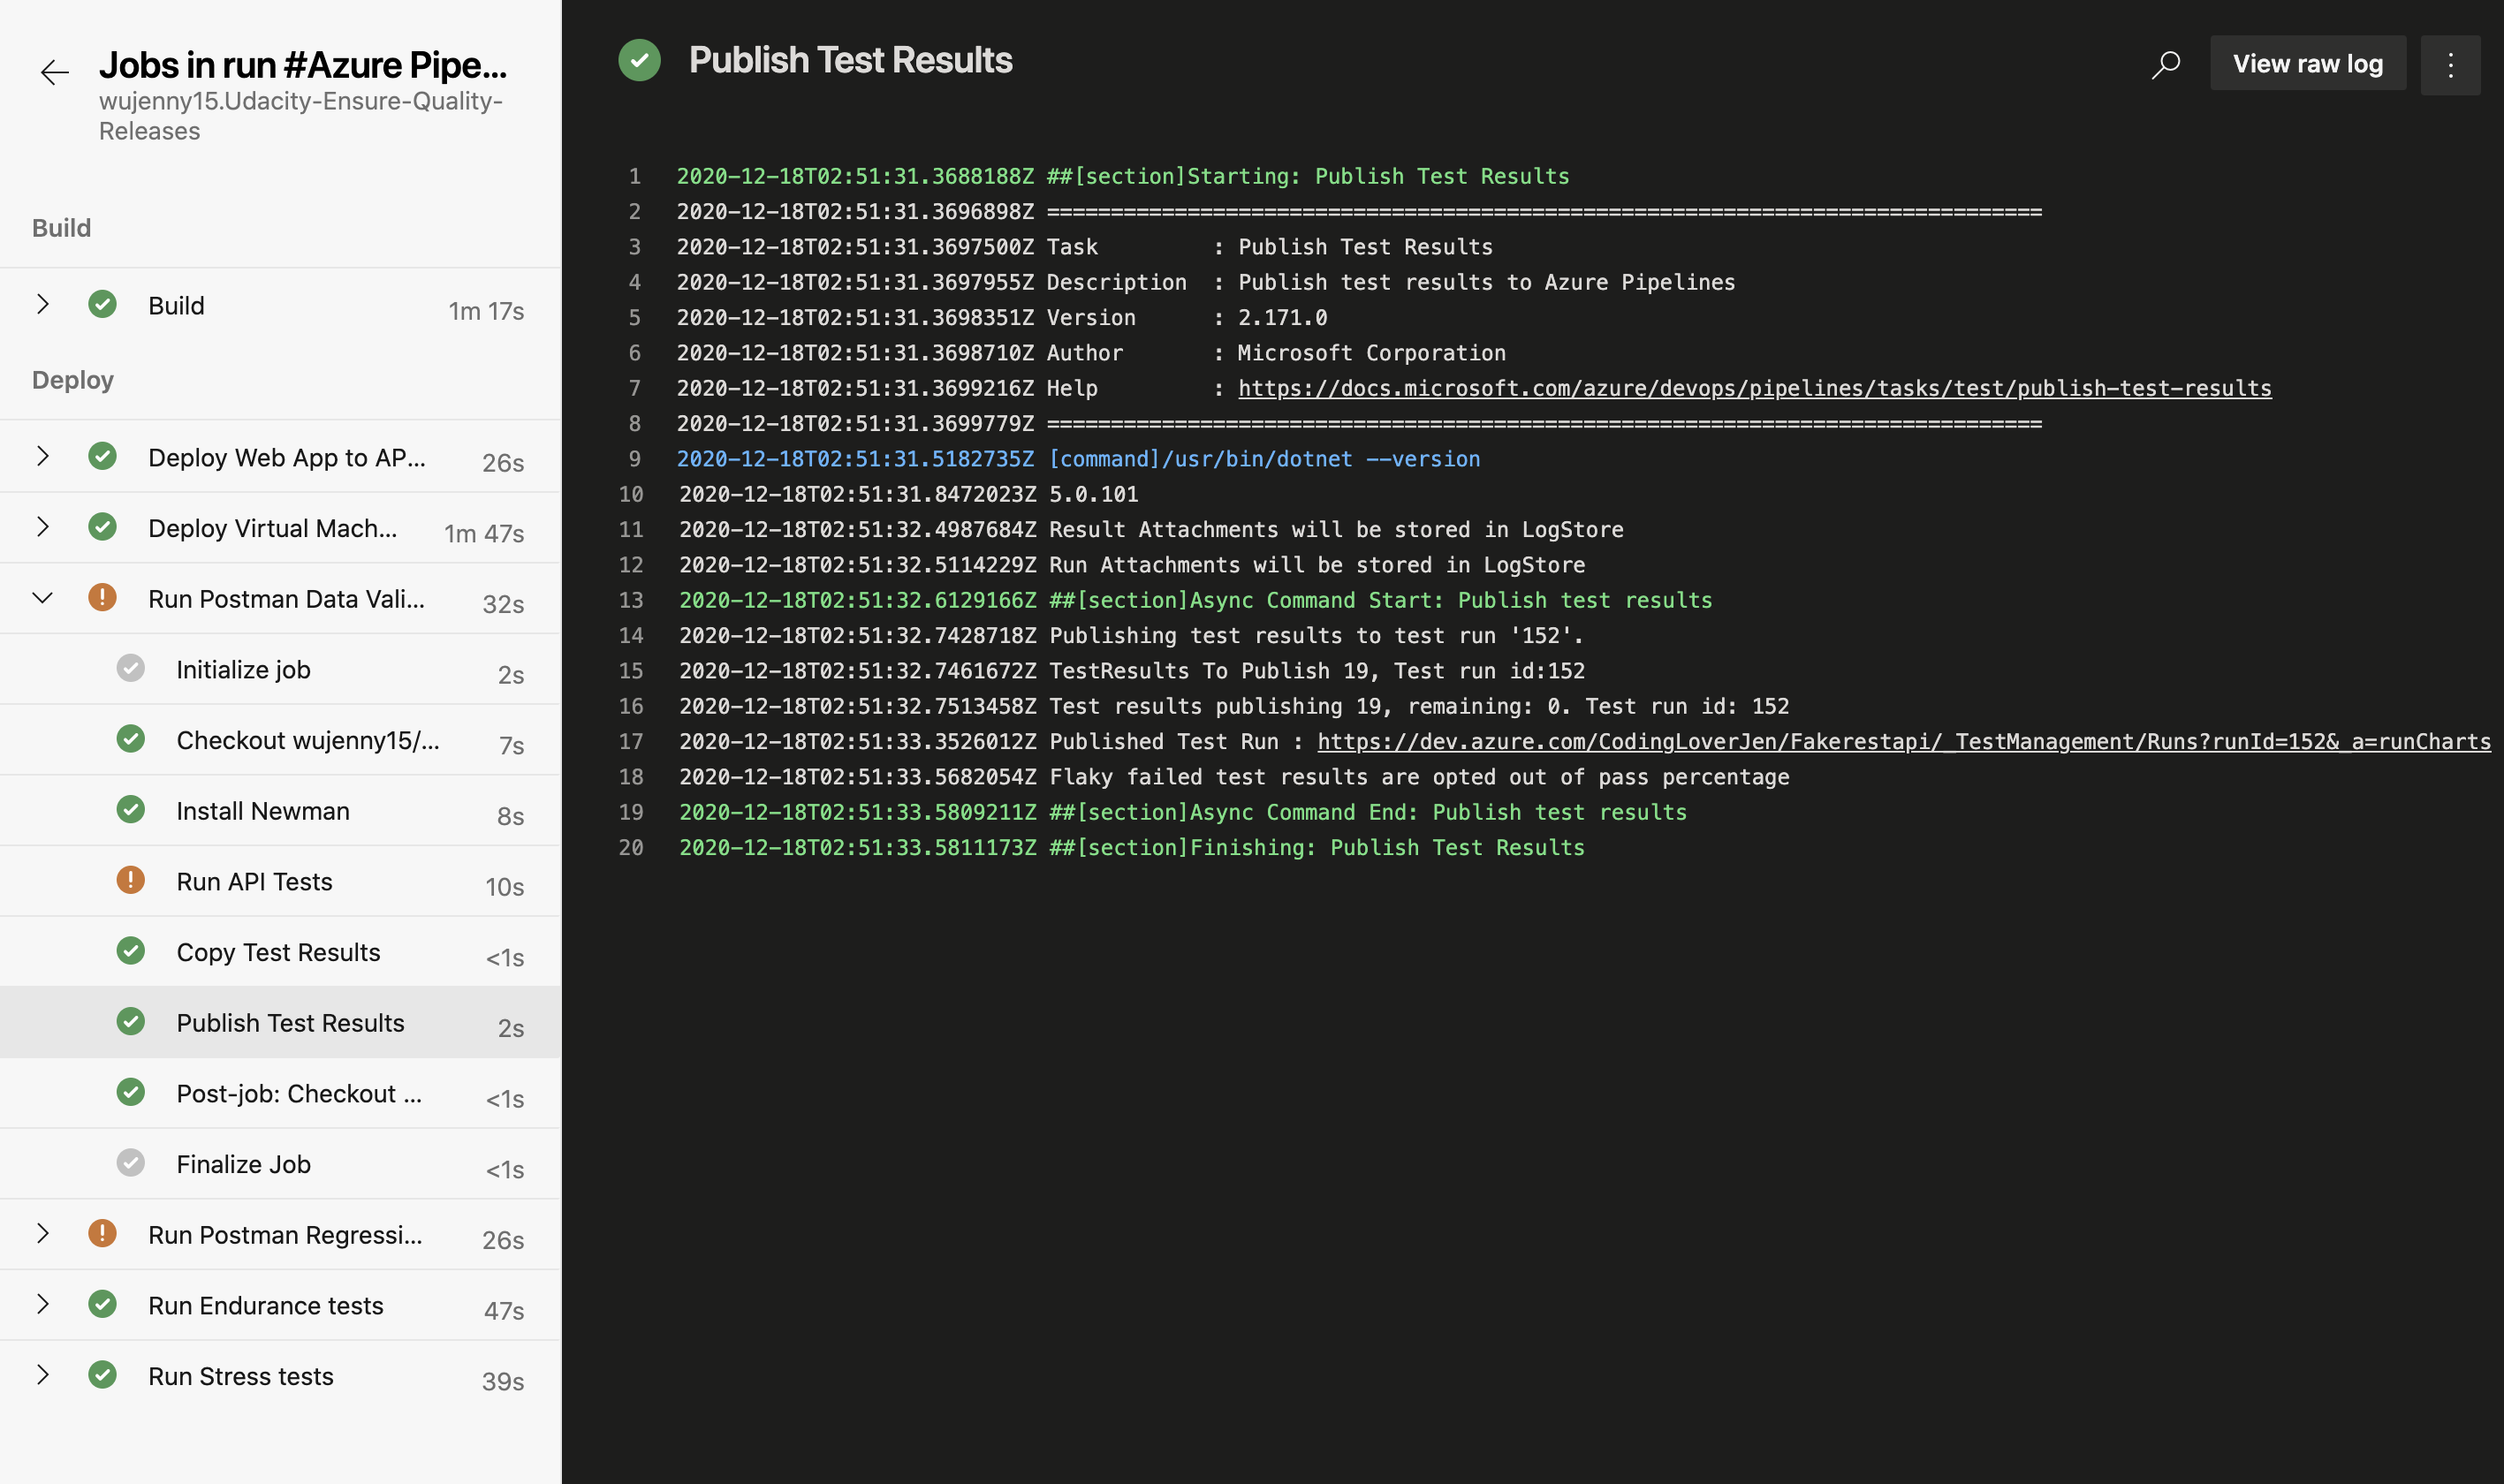 Jobs in run #Azure Pipe...
wujenny15.Udacity-Ensure-Quality-
Releases
Build
Build 1m 17s
Deploy
Deploy Web App to AP... 26s
Deploy Virtual Mach... 1m 47s
Run Postman Data Vali... 32s
Initialize job 2s
Checkout wujenny15/... 7s
Install Newman 8s
Run API Tests 10s
Copy Test Results <1s
Publish Test Results 2s
Post-job: Checkout ... <1s
Finalize Job <1s
Run Postman Regressi... 26s
Run Endurance tests 47s
Run Stress tests 39s
Publish Test Results
View raw log
1 2020-12-18T02:51:31.3688188Z ##[section]Starting: Publish Test Results
2 2020-12-18T02:51:31.3696898Z ==============================================================================
3 2020-12-18T02:51:31.3697500Z Task         : Publish Test Results
4 2020-12-18T02:51:31.3697955Z Description  : Publish test results to Azure Pipelines
5 2020-12-18T02:51:31.3698351Z Version      : 2.171.0
6 2020-12-18T02:51:31.3698710Z Author       : Microsoft Corporation
7 2020-12-18T02:51:31.3699216Z Help         : https://docs.microsoft.com/azure/devops/pipelines/tasks/test/publish-test-results
8 2020-12-18T02:51:31.3699779Z ==============================================================================
9 2020-12-18T02:51:31.5182735Z [command]/usr/bin/dotnet --version
10 2020-12-18T02:51:31.8472023Z 5.0.101
11 2020-12-18T02:51:32.4987684Z Result Attachments will be stored in LogStore
12 2020-12-18T02:51:32.5114229Z Run Attachments will be stored in LogStore
13 2020-12-18T02:51:32.6129166Z ##[section]Async Command Start: Publish test results
14 2020-12-18T02:51:32.7428718Z Publishing test results to test run '152'.
15 2020-12-18T02:51:32.7461672Z TestResults To Publish 19, Test run id:152
16 2020-12-18T02:51:32.7513458Z Test results publishing 19, remaining: 0. Test run id: 152
17 2020-12-18T02:51:33.3526012Z Published Test Run : https://dev.azure.com/CodingLoverJen/Fakerestapi/_TestManagement/Runs?runId=152&_a=runCharts
18 2020-12-18T02:51:33.5682054Z Flaky failed test results are opted out of pass percentage
19 2020-12-18T02:51:33.5809211Z ##[section]Async Command End: Publish test results
20 2020-12-18T02:51:33.5811173Z ##[section]Finishing: Publish Test Results